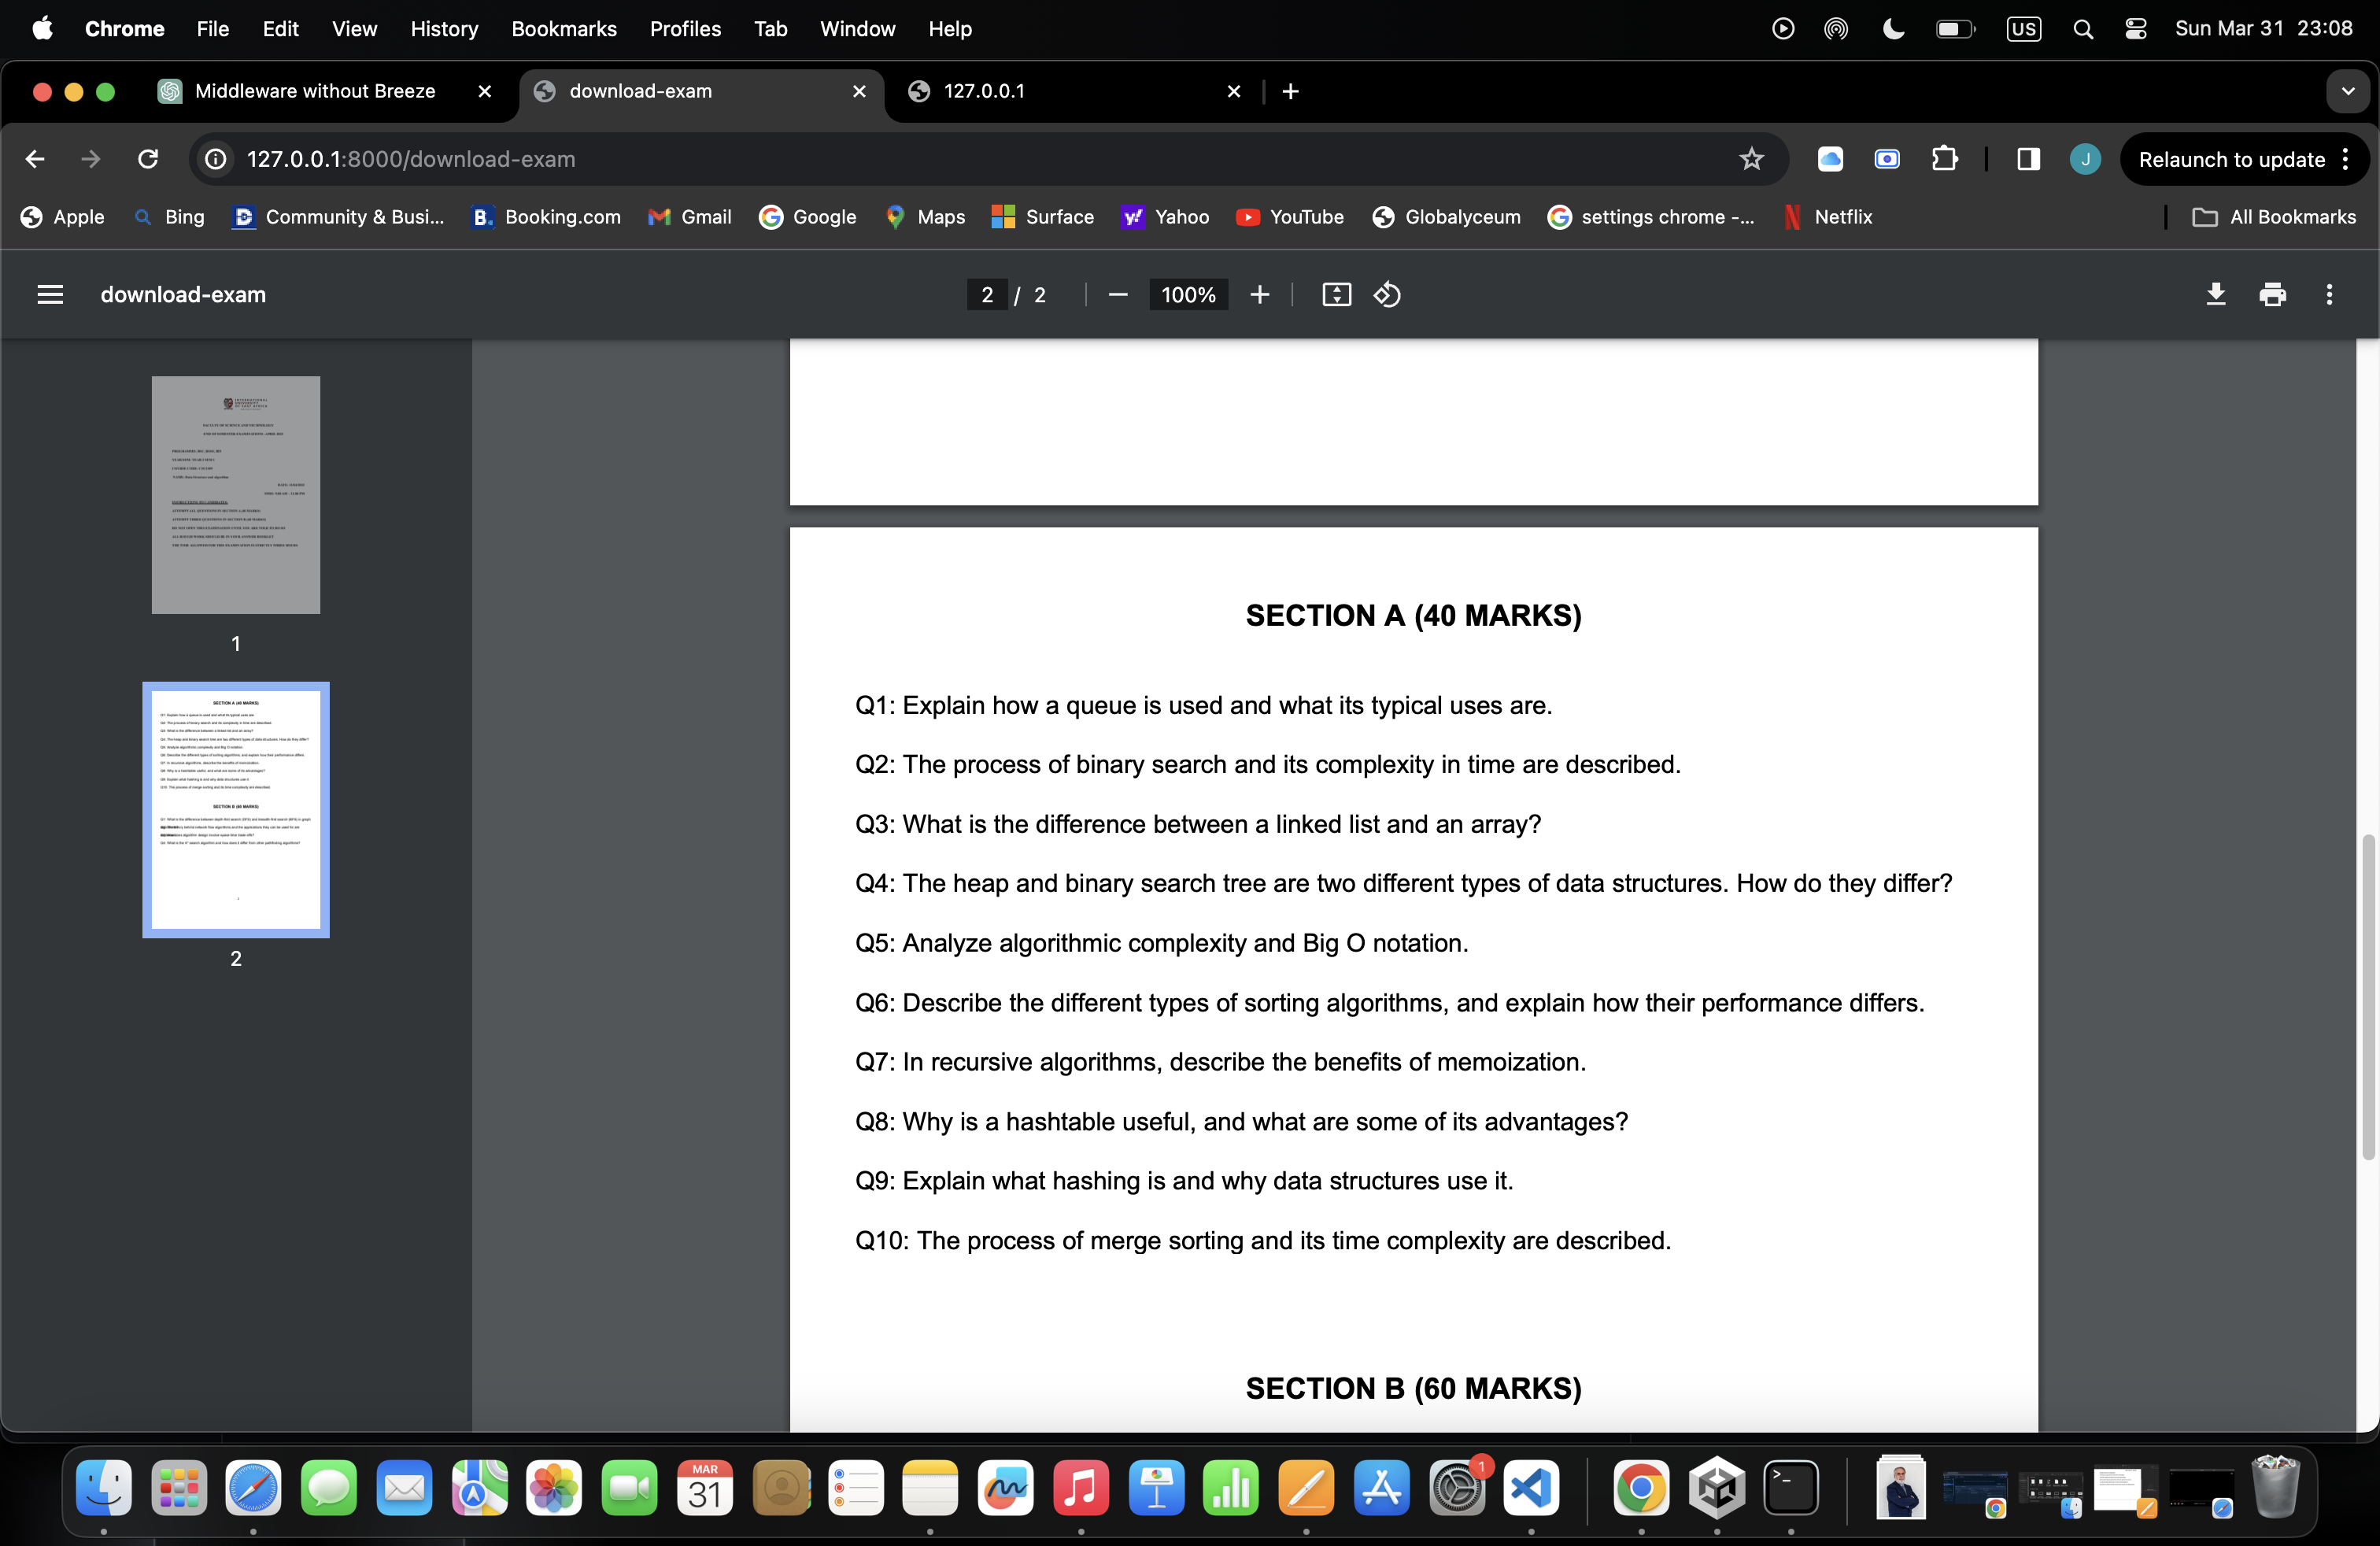 Chrome File Edit View History Bookmarks Profiles Tab Window Help US Sun Mar 31 23:08
Middleware without Breeze download-exam 127.0.0.1
127.0.0.1:8000/download-exam J Relaunch to update
Apple Bing Community & Busi... Booking.com Gmail Google Maps Surface Yahoo YouTube Globalyceum settings chrome -... Netflix All Bookmarks
download-exam 2 / 2 100%
1
2
SECTION A (40 MARKS)
Q1: Explain how a queue is used and what its typical uses are.
Q2: The process of binary search and its complexity in time are described.
Q3: What is the difference between a linked list and an array?
Q4: The heap and binary search tree are two different types of data structures. How do they differ?
Q5: Analyze algorithmic complexity and Big O notation.
Q6: Describe the different types of sorting algorithms, and explain how their performance differs.
Q7: In recursive algorithms, describe the benefits of memoization.
Q8: Why is a hashtable useful, and what are some of its advantages?
Q9: Explain what hashing is and why data structures use it.
Q10: The process of merge sorting and its time complexity are described.
SECTION B (60 MARKS)
MAR
31
1